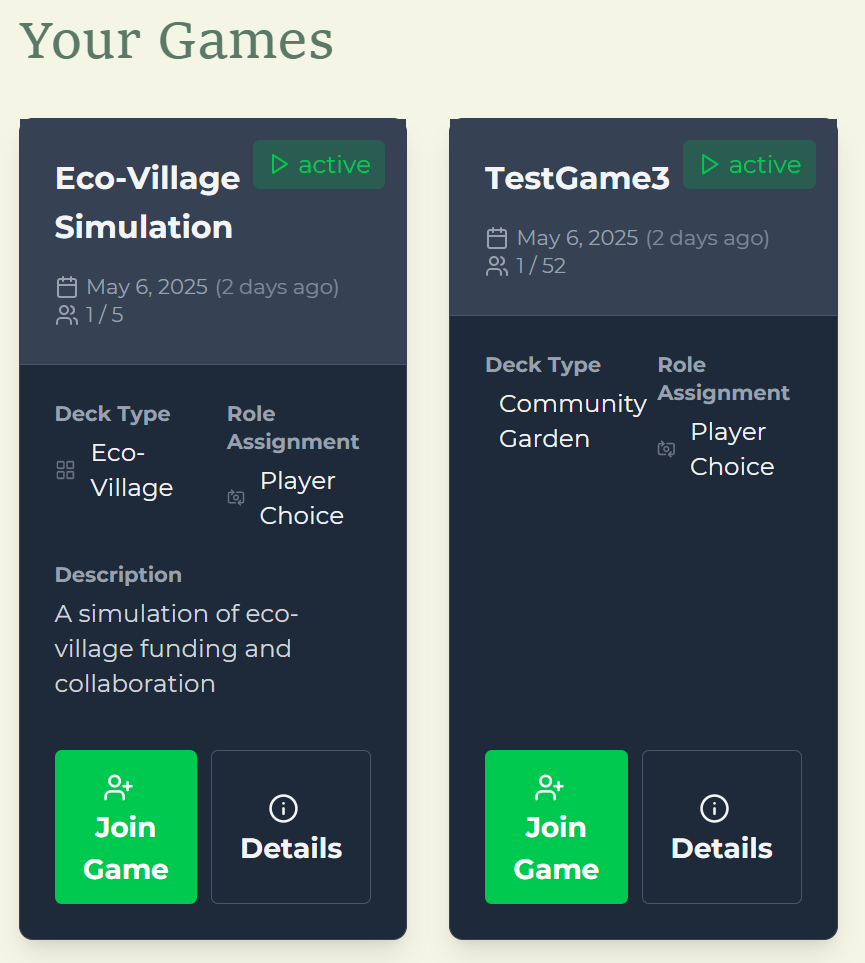 Your Games
Eco-Village
Simulation
active
May 6, 2025 (2 days ago)
1 / 5
Deck Type
Eco-
Village
Role
Assignment
Player
Choice
Description
A simulation of eco-
village funding and
collaboration
Join
Game
Details
TestGame3
active
May 6, 2025 (2 days ago)
1 / 52
Deck Type
Community
Garden
Role
Assignment
Player
Choice
Join
Game
Details